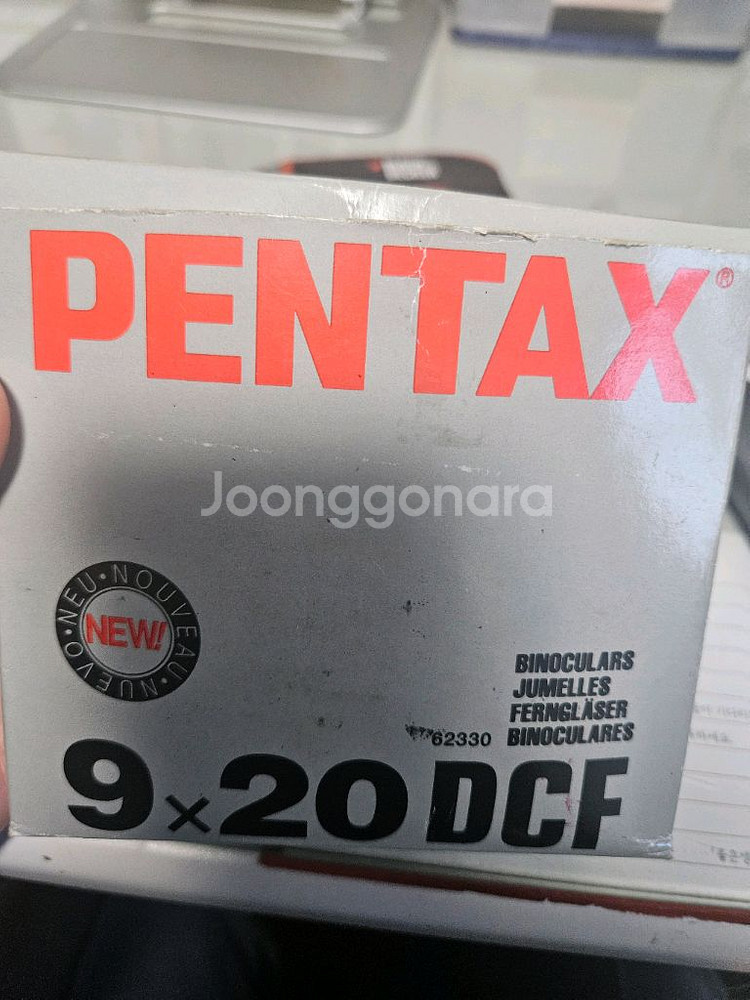 PENTAX®
Joonggonara
NEU • NOUVEAU • NUEVO •
NEW!
BINOCULARS
JUMELLES
FERNGLÄSER
62330 BINOCULARES
9×20 DCF